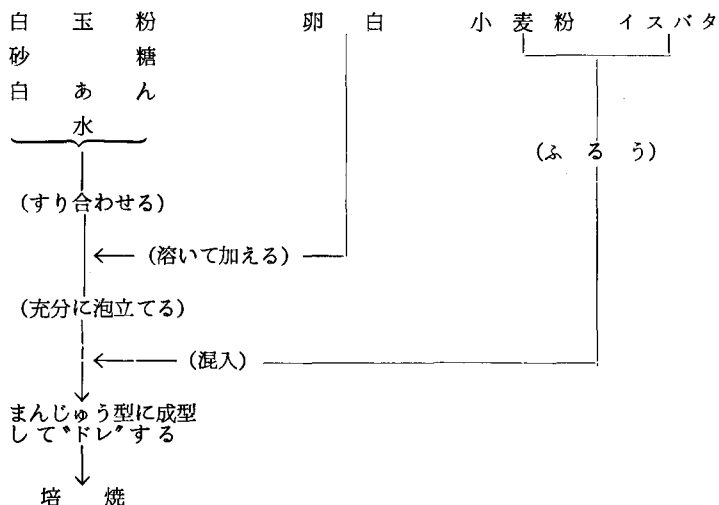 白玉粉
砂糖
白あん
水
卵白
小麦粉
イスパタ
(ふるう)
(すり合わせる)
(溶いて加える)
(充分に泡立てる)
(混入)
まんじゅう型に成型
して〝ドレ〟する
培焼